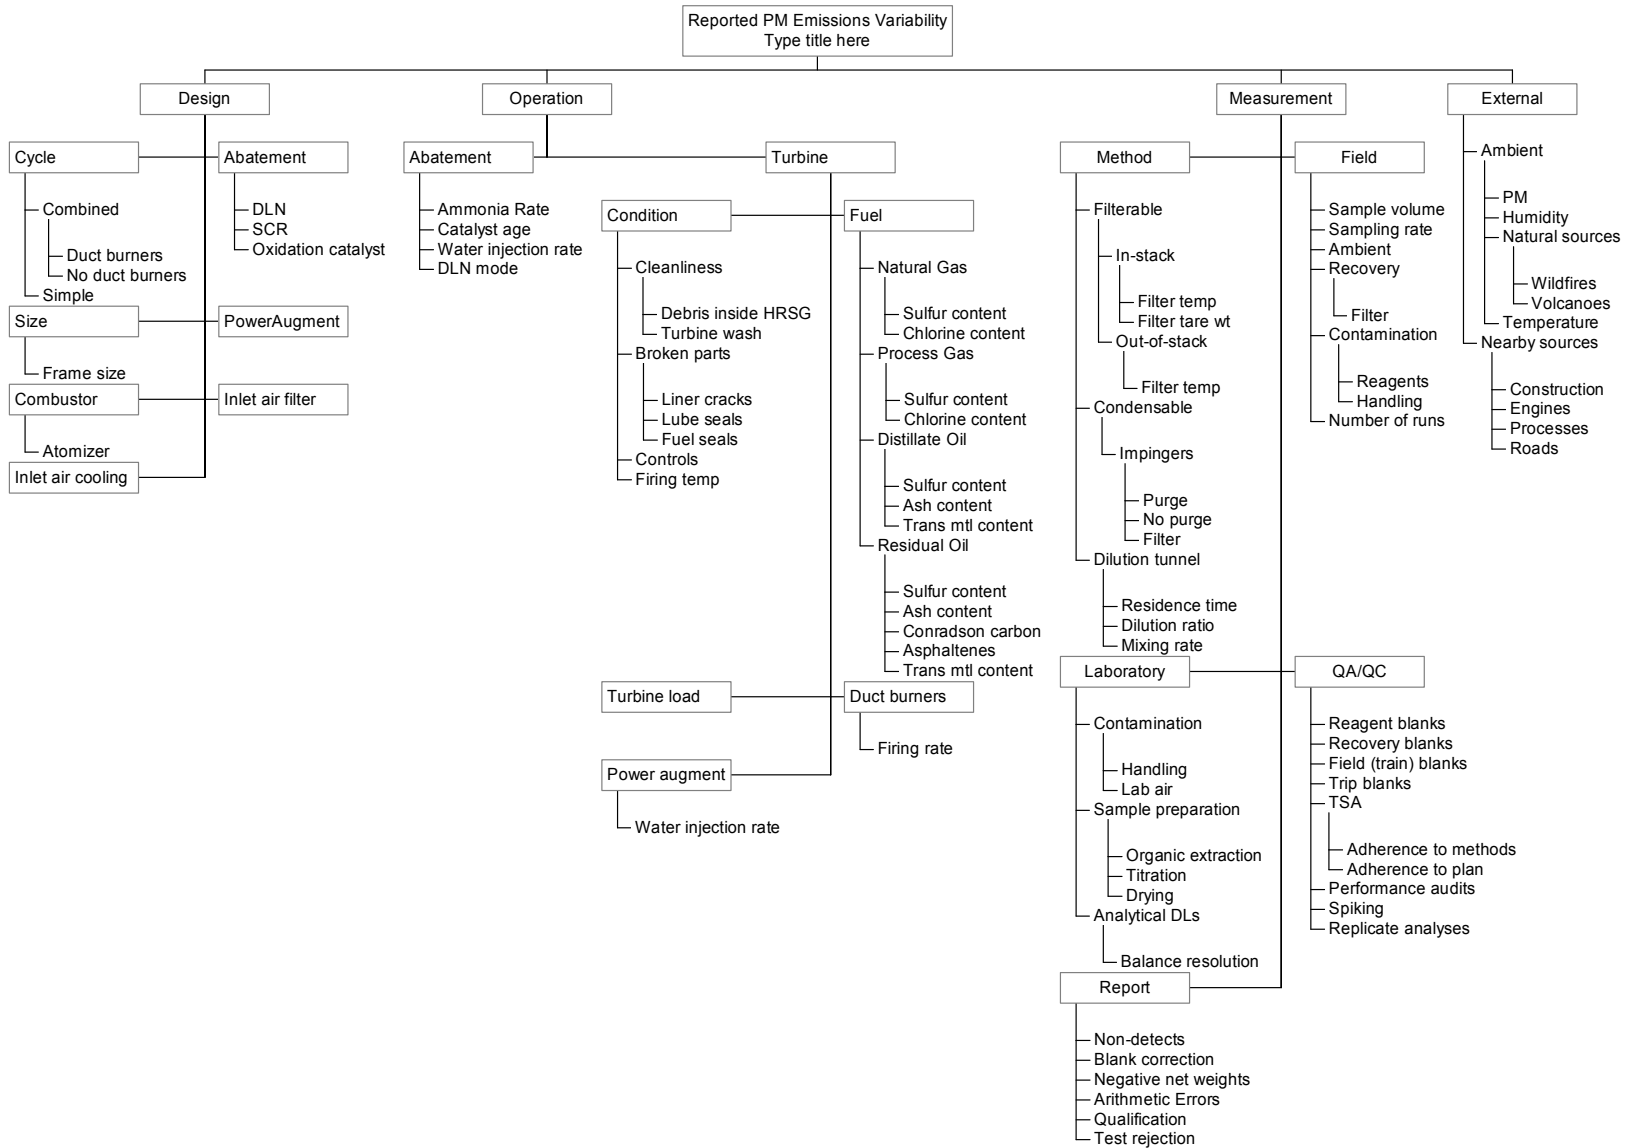 Reported PM Emissions Variability
Type title here
Design
Cycle
Combined
Duct burners
No duct burners
Simple
Abatement
DLN
SCR
Oxidation catalyst
Size
Frame size
PowerAugment
Combustor
Atomizer
Inlet air filter
Inlet air cooling
Operation
Abatement
Ammonia Rate
Catalyst age
Water injection rate
DLN mode
Turbine
Condition
Cleanliness
Debris inside HRSG
Turbine wash
Broken parts
Liner cracks
Lube seals
Fuel seals
Controls
Firing temp
Fuel
Natural Gas
Sulfur content
Chlorine content
Process Gas
Sulfur content
Chlorine content
Distillate Oil
Sulfur content
Ash content
Trans mtl content
Residual Oil
Sulfur content
Ash content
Conradson carbon
Asphaltenes
Trans mtl content
Turbine load
Duct burners
Firing rate
Power augment
Water injection rate
Measurement
Method
Filterable
In-stack
Filter temp
Filter tare wt
Out-of-stack
Filter temp
Condensable
Impingers
Purge
No purge
Filter
Dilution tunnel
Residence time
Dilution ratio
Mixing rate
Field
Sample volume
Sampling rate
Ambient
Recovery
Filter
Contamination
Reagents
Handling
Number of runs
Laboratory
Contamination
Handling
Lab air
Sample preparation
Organic extraction
Titration
Drying
Analytical DLs
Balance resolution
QA/QC
Reagent blanks
Recovery blanks
Field (train) blanks
Trip blanks
TSA
Adherence to methods
Adherence to plan
Performance audits
Spiking
Replicate analyses
Report
Non-detects
Blank correction
Negative net weights
Arithmetic Errors
Qualification
Test rejection
External
Ambient
PM
Humidity
Natural sources
Wildfires
Volcanoes
Temperature
Nearby sources
Construction
Engines
Processes
Roads